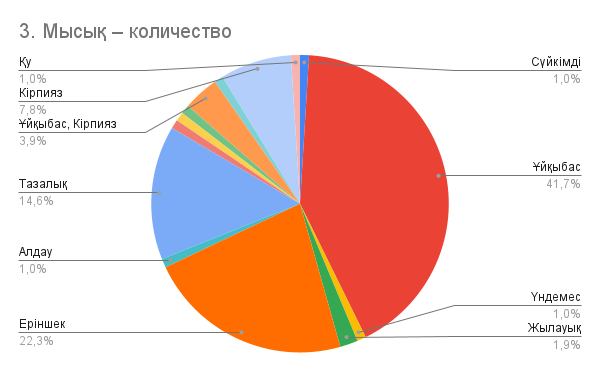 3. Мысық – количество
Қу
1,0%
Кірпияз
7,8%
Ұйқыбас, Кірпияз
3,9%
Тазалық
14,6%
Алдау
1,0%
Еріншек
22,3%
Сүйкімді
1,0%
Ұйқыбас
41,7%
Үндемес
1,0%
Жылауық
1,9%